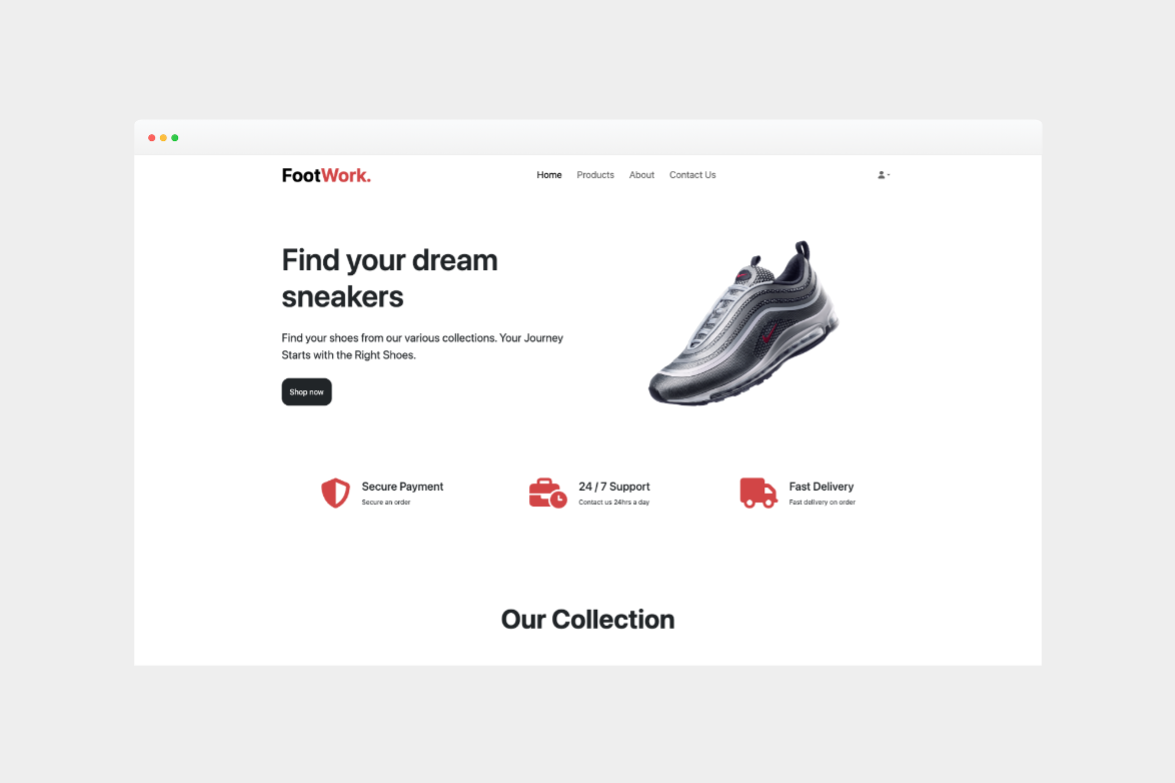 FootWork.
Home Products About Contact Us
Find your dream
sneakers
Find your shoes from our various collections. Your Journey
Starts with the Right Shoes.
Shop now
Secure Payment
Secure an order
24 / 7 Support
Contact us 24hrs a day
Fast Delivery
Fast delivery on order
Our Collection